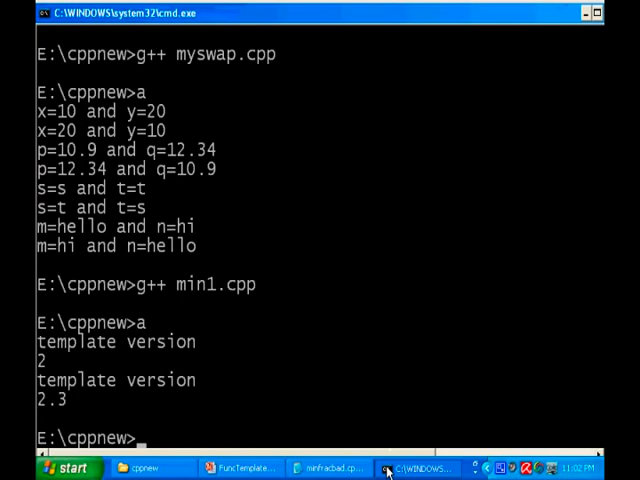 C:\WINDOWS\system32\cmd.exe
E:\cppnew>g++ myswap.cpp
E:\cppnew>a
x=10 and y=20
x=20 and y=10
p=10.9 and q=12.34
p=12.34 and q=10.9
s=s and t=t
s=t and t=s
m=hello and n=hi
m=hi and n=hello
E:\cppnew>g++ min1.cpp
E:\cppnew>a
template version
2
template version
2.3
E:\cppnew>_
start cppnew FuncTemplate... minfracbad.cp... C:\WINDOWS... 11:02 PM